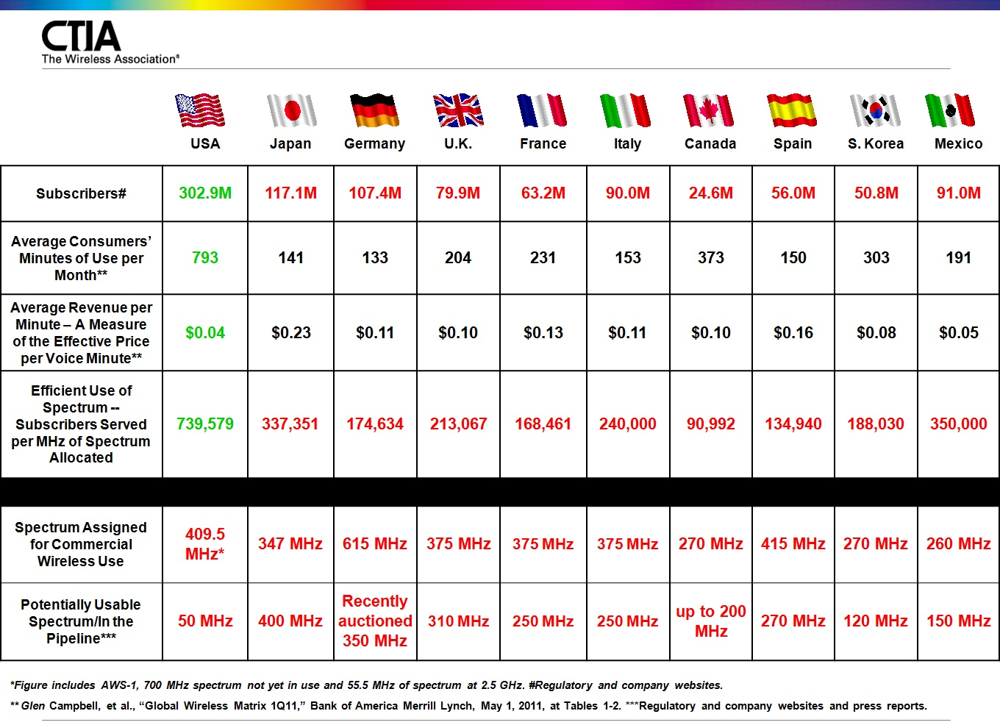 CTIA
The Wireless Association®
USA Japan Germany U.K. France Italy Canada Spain S. Korea Mexico
Subscribers# 302.9M 117.1M 107.4M 79.9M 63.2M 90.0M 24.6M 56.0M 50.8M 91.0M
Average Consumers’
Minutes of Use per
Month**
793 141 133 204 231 153 373 150 303 191
Average Revenue per
Minute – A Measure
of the Effective Price
per Voice Minute**
$0.04 $0.23 $0.11 $0.10 $0.13 $0.11 $0.10 $0.16 $0.08 $0.05
Efficient Use of
Spectrum --
Subscribers Served
per MHz of Spectrum
Allocated
739,579 337,351 174,634 213,067 168,461 240,000 90,992 134,940 188,030 350,000
Spectrum Assigned
for Commercial
Wireless Use
409.5
MHz*
347 MHz 615 MHz 375 MHz 375 MHz 375 MHz 270 MHz 415 MHz 270 MHz 260 MHz
Potentially Usable
Spectrum/In the
Pipeline***
50 MHz 400 MHz
Recently
auctioned
350 MHz
310 MHz 250 MHz 250 MHz
up to 200
MHz
270 MHz 120 MHz 150 MHz
*Figure includes AWS-1, 700 MHz spectrum not yet in use and 55.5 MHz of spectrum at 2.5 GHz. #Regulatory and company websites.
** Glen Campbell, et al., “Global Wireless Matrix 1Q11,” Bank of America Merrill Lynch, May 1, 2011, at Tables 1-2. ***Regulatory and company websites and press reports.